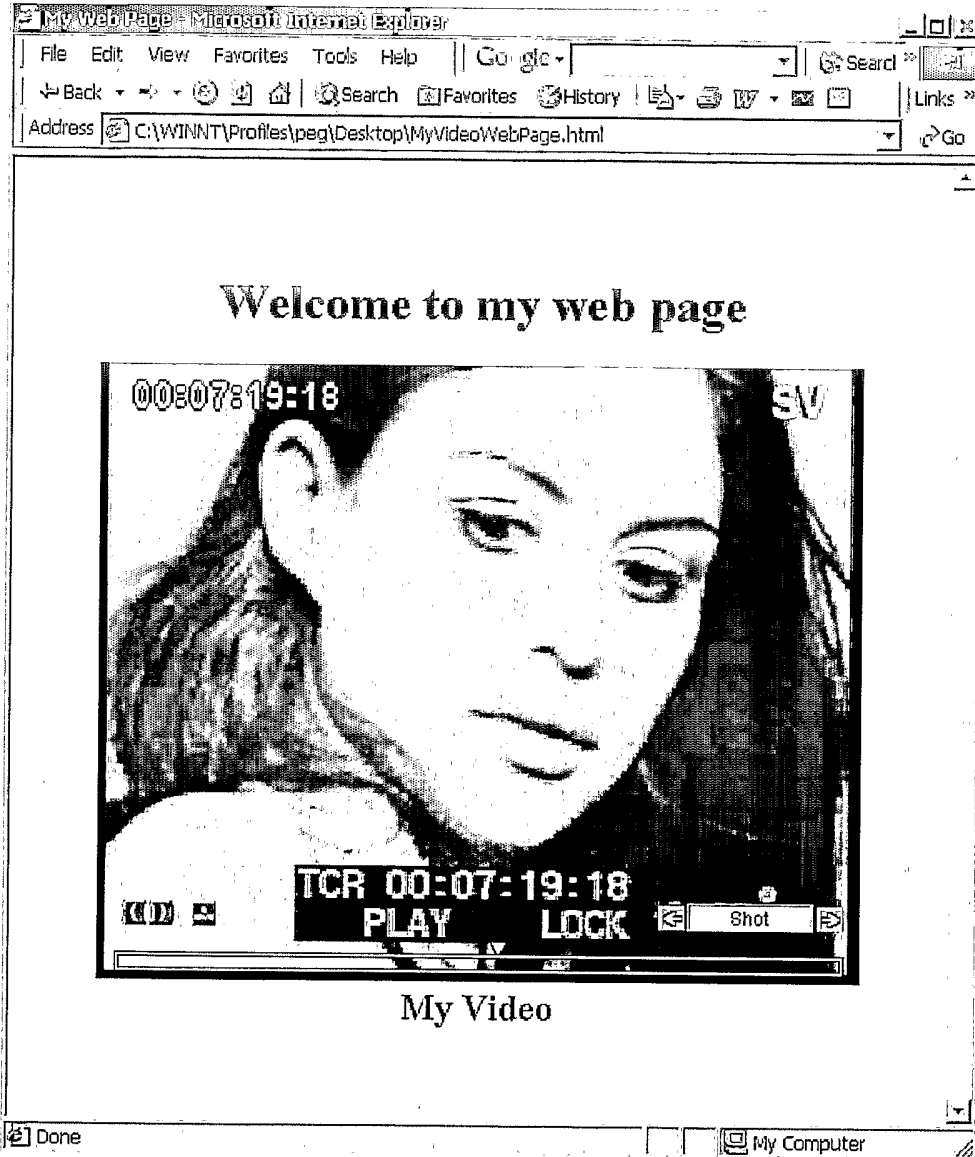 My Web Page - Microsoft Internet Explorer
File Edit View Favorites Tools Help Google Search »
Back Search Favorites History Links »
Address C:\WINNT\Profiles\peg\Desktop\MyVideoWebPage.html Go
Welcome to my web page
00:07:19:18 SV
TCR 00:07:19:18
PLAY LOCK Shot
My Video
Done My Computer